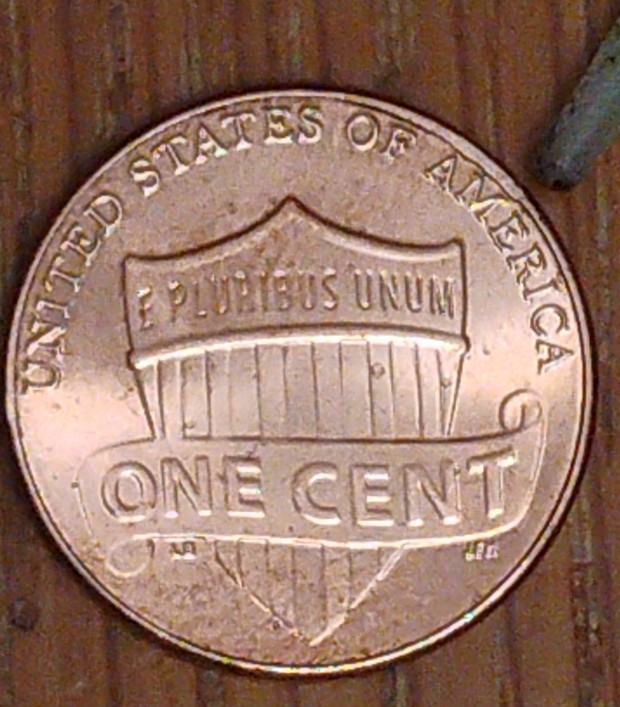 UNITED STATES OF AMERICA
E PLURIBUS UNUM
ONE CENT